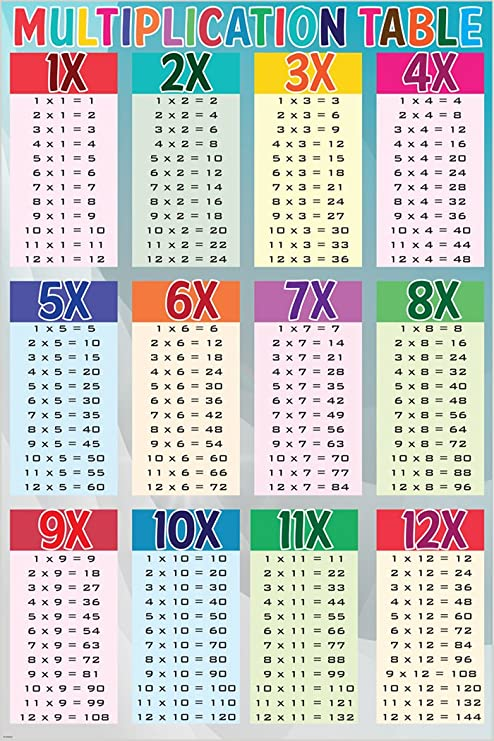 MULTIPLICATION TABLE
1X
1 x 1 = 1
2 x 1 = 2
3 x 1 = 3
4 x 1 = 4
5 x 1 = 5
6 x 1 = 6
7 x 1 = 7
8 x 1 = 8
9 x 1 = 9
10 x 1 = 10
11 x 1 = 11
12 x 1 = 12
2X
1 x 2 = 2
2 x 2 = 4
3 x 2 = 6
4 x 2 = 8
5 x 2 = 10
6 x 2 = 12
7 x 2 = 14
8 x 2 = 16
9 x 2 = 18
10 x 2 = 20
11 x 2 = 22
12 x 2 = 24
3X
1 x 3 = 3
2 x 3 = 6
3 x 3 = 9
4 x 3 = 12
5 x 3 = 15
6 x 3 = 18
7 x 3 = 21
8 x 3 = 24
9 x 3 = 27
10 x 3 = 30
11 x 3 = 33
12 x 3 = 36
4X
1 x 4 = 4
2 x 4 = 8
3 x 4 = 12
4 x 4 = 16
5 x 4 = 20
6 x 4 = 24
7 x 4 = 28
8 x 4 = 32
9 x 4 = 36
10 x 4 = 40
11 x 4 = 44
12 x 4 = 48
5X
1 x 5 = 5
2 x 5 = 10
3 x 5 = 15
4 x 5 = 20
5 x 5 = 25
6 x 5 = 30
7 x 5 = 35
8 x 5 = 40
9 x 5 = 45
10 x 5 = 50
11 x 5 = 55
12 x 5 = 60
6X
1 x 6 = 6
2 x 6 = 12
3 x 6 = 18
4 x 6 = 24
5 x 6 = 30
6 x 6 = 36
7 x 6 = 42
8 x 6 = 48
9 x 6 = 54
10 x 6 = 60
11 x 6 = 66
12 x 6 = 72
7X
1 x 7 = 7
2 x 7 = 14
3 x 7 = 21
4 x 7 = 28
5 x 7 = 35
6 x 7 = 42
7 x 7 = 49
8 x 7 = 56
9 x 7 = 63
10 x 7 = 70
11 x 7 = 77
12 x 7 = 84
8X
1 x 8 = 8
2 x 8 = 16
3 x 8 = 24
4 x 8 = 32
5 x 8 = 40
6 x 8 = 48
7 x 8 = 56
8 x 8 = 64
9 x 8 = 72
10 x 8 = 80
11 x 8 = 88
12 x 8 = 96
9X
1 x 9 = 9
2 x 9 = 18
3 x 9 = 27
4 x 9 = 36
5 x 9 = 45
6 x 9 = 54
7 x 9 = 63
8 x 9 = 72
9 x 9 = 81
10 x 9 = 90
11 x 9 = 99
12 x 9 = 108
10X
1 x 10 = 10
2 x 10 = 20
3 x 10 = 30
4 x 10 = 40
5 x 10 = 50
6 x 10 = 60
7 x 10 = 70
8 x 10 = 80
9 x 10 = 90
10 x 10 = 100
11 x 10 = 110
12 x 10 = 120
11X
1 x 11 = 11
2 x 11 = 22
3 x 11 = 33
4 x 11 = 44
5 x 11 = 55
6 x 11 = 66
7 x 11 = 77
8 x 11 = 88
9 x 11 = 99
10 x 11 = 110
11 x 11 = 121
12 x 11 = 132
12X
1 x 12 = 12
2 x 12 = 24
3 x 12 = 36
4 x 12 = 48
5 x 12 = 60
6 x 12 = 72
7 x 12 = 84
8 x 12 = 96
9 x 12 = 108
10 x 12 = 120
11 x 12 = 132
12 x 12 = 144